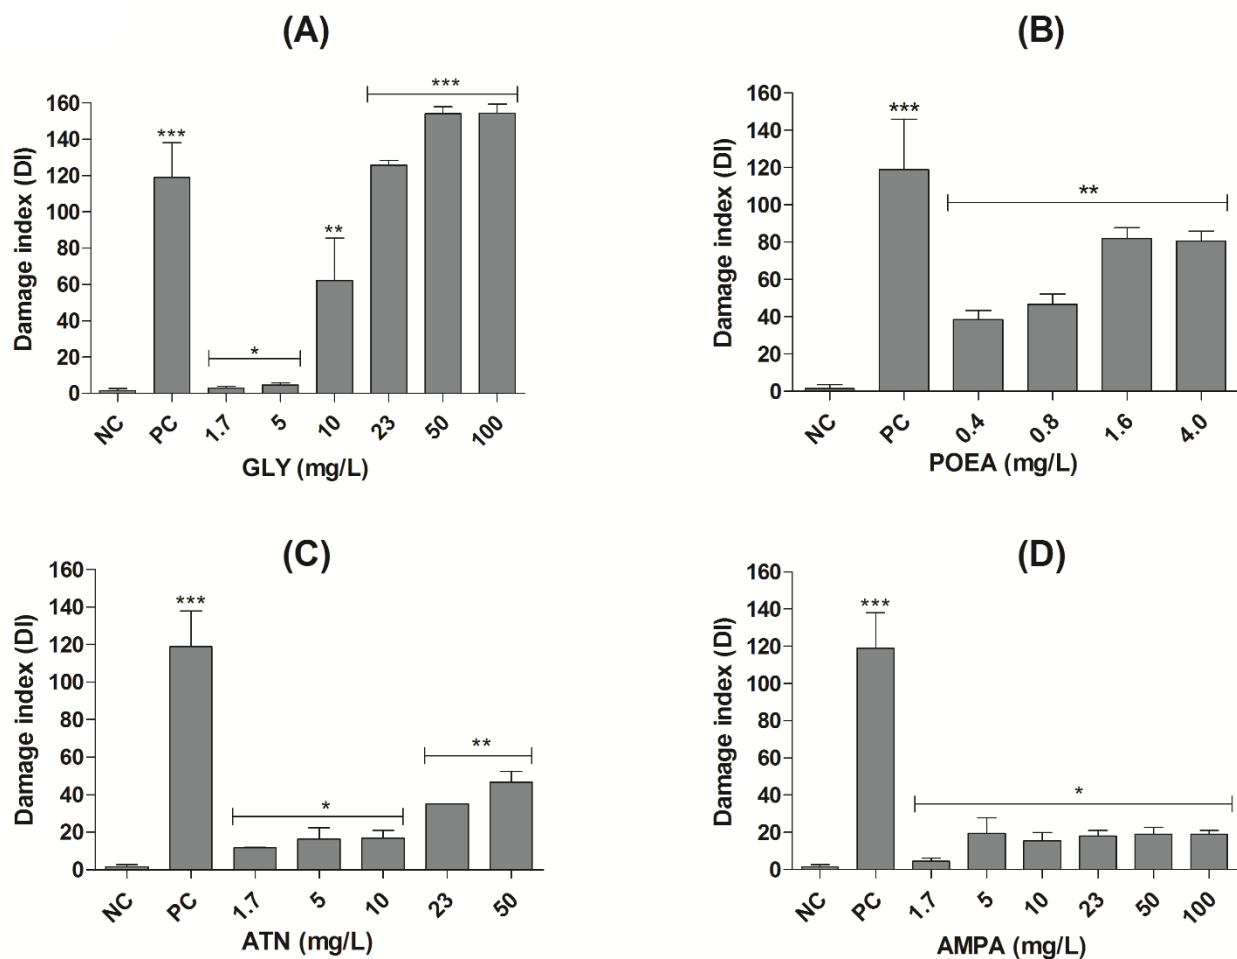 (A)
Damage index (DI)
160
140
120
100
80
60
40
20
0
***
*
**
***
NC PC 1.7 5 10 23 50 100
GLY (mg/L)
(B)
Damage index (DI)
160
140
120
100
80
60
40
20
0
***
**
NC PC 0.4 0.8 1.6 4.0
POEA (mg/L)
(C)
Damage index (DI)
160
140
120
100
80
60
40
20
0
***
*
**
NC PC 1.7 5 10 23 50
ATN (mg/L)
(D)
Damage index (DI)
160
140
120
100
80
60
40
20
0
***
*
NC PC 1.7 5 10 23 50 100
AMPA (mg/L)